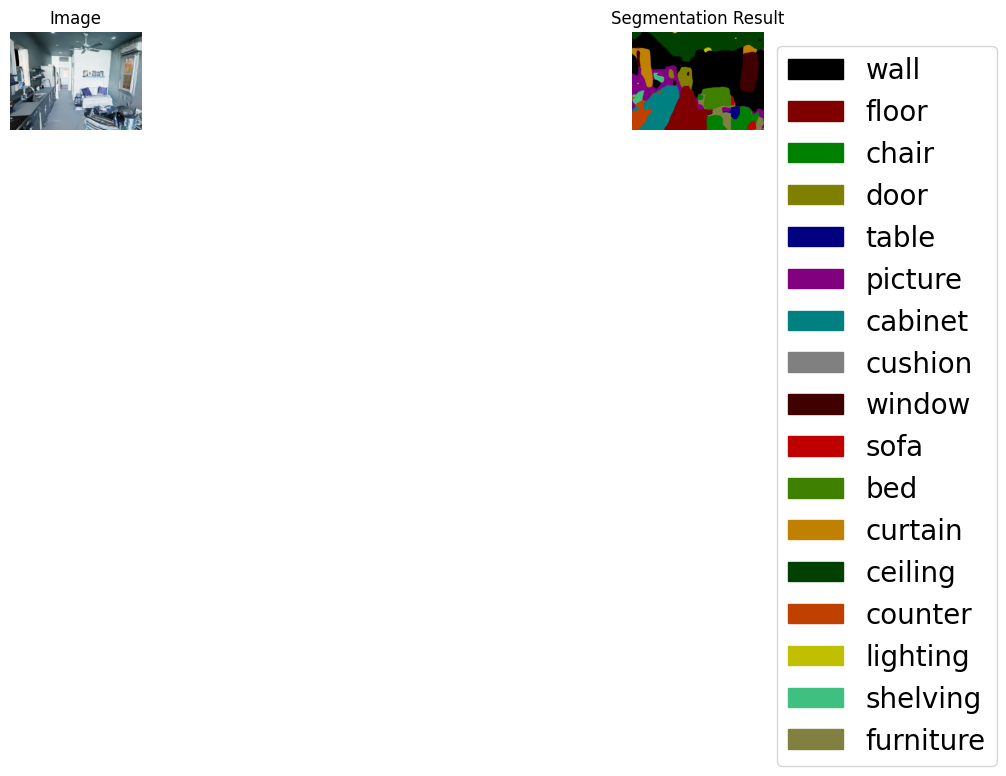 Image
Segmentation Result
wall
floor
chair
door
table
picture
cabinet
cushion
window
sofa
bed
curtain
ceiling
counter
lighting
shelving
furniture